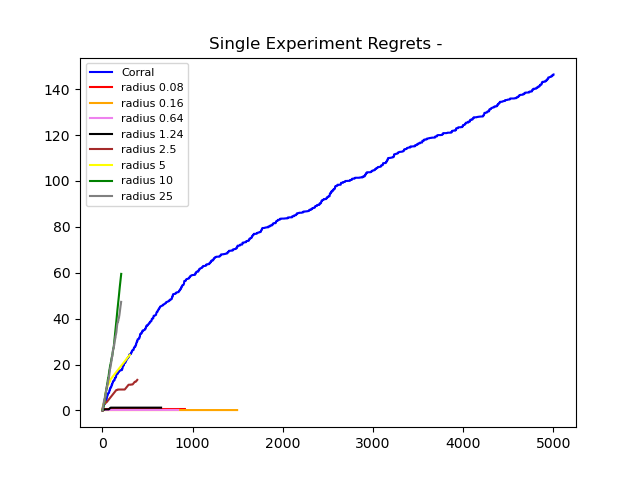 Single Experiment Regrets -
Corral
radius 0.08
radius 0.16
radius 0.64
radius 1.24
radius 2.5
radius 5
radius 10
radius 25
140
120
100
80
60
40
20
0
0 1000 2000 3000 4000 5000